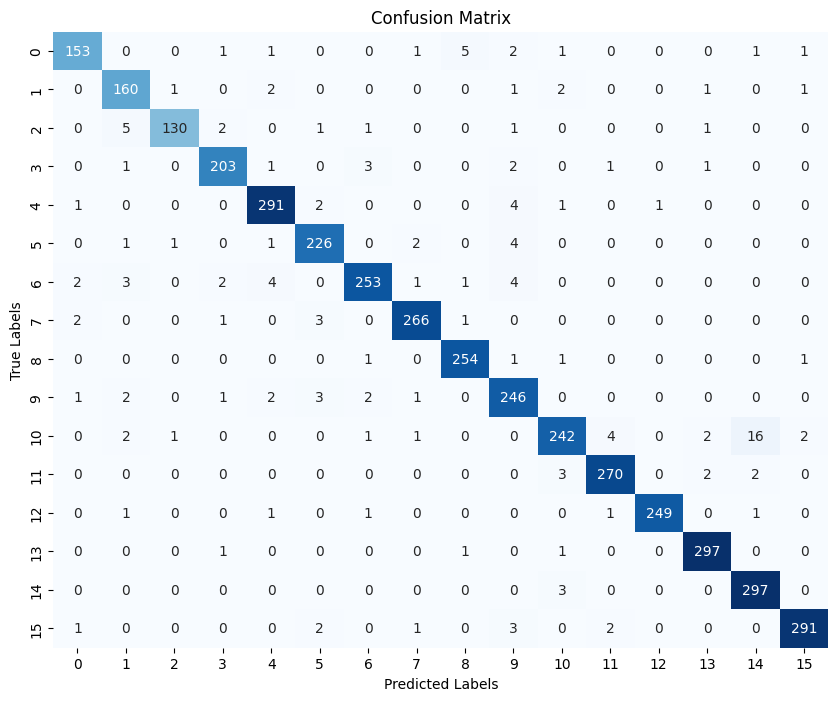 Confusion Matrix
0 153 0 0 1 1 0 0 1 5 2 1 0 0 0 1 1
1 0 160 1 0 2 0 0 0 0 1 2 0 0 1 0 1
2 0 5 130 2 0 1 1 0 0 1 0 0 0 1 0 0
3 0 1 0 203 1 0 3 0 0 2 0 1 0 1 0 0
4 1 0 0 0 291 2 0 0 0 4 1 0 1 0 0 0
5 0 1 1 0 1 226 0 2 0 4 0 0 0 0 0 0
6 2 3 0 2 4 0 253 1 1 4 0 0 0 0 0 0
7 2 0 0 1 0 3 0 266 1 0 0 0 0 0 0 0
8 0 0 0 0 0 0 1 0 254 1 1 0 0 0 0 1
9 1 2 0 1 2 3 2 1 0 246 0 0 0 0 0 0
10 0 2 1 0 0 0 1 1 0 0 242 4 0 2 16 2
11 0 0 0 0 0 0 0 0 0 0 3 270 0 2 2 0
12 0 1 0 0 1 0 1 0 0 0 0 1 249 0 1 0
13 0 0 0 1 0 0 0 0 1 0 1 0 0 297 0 0
14 0 0 0 0 0 0 0 0 0 0 3 0 0 0 297 0
15 1 0 0 0 0 2 0 1 0 3 0 2 0 0 0 291
0 1 2 3 4 5 6 7 8 9 10 11 12 13 14 15
Predicted Labels
True Labels